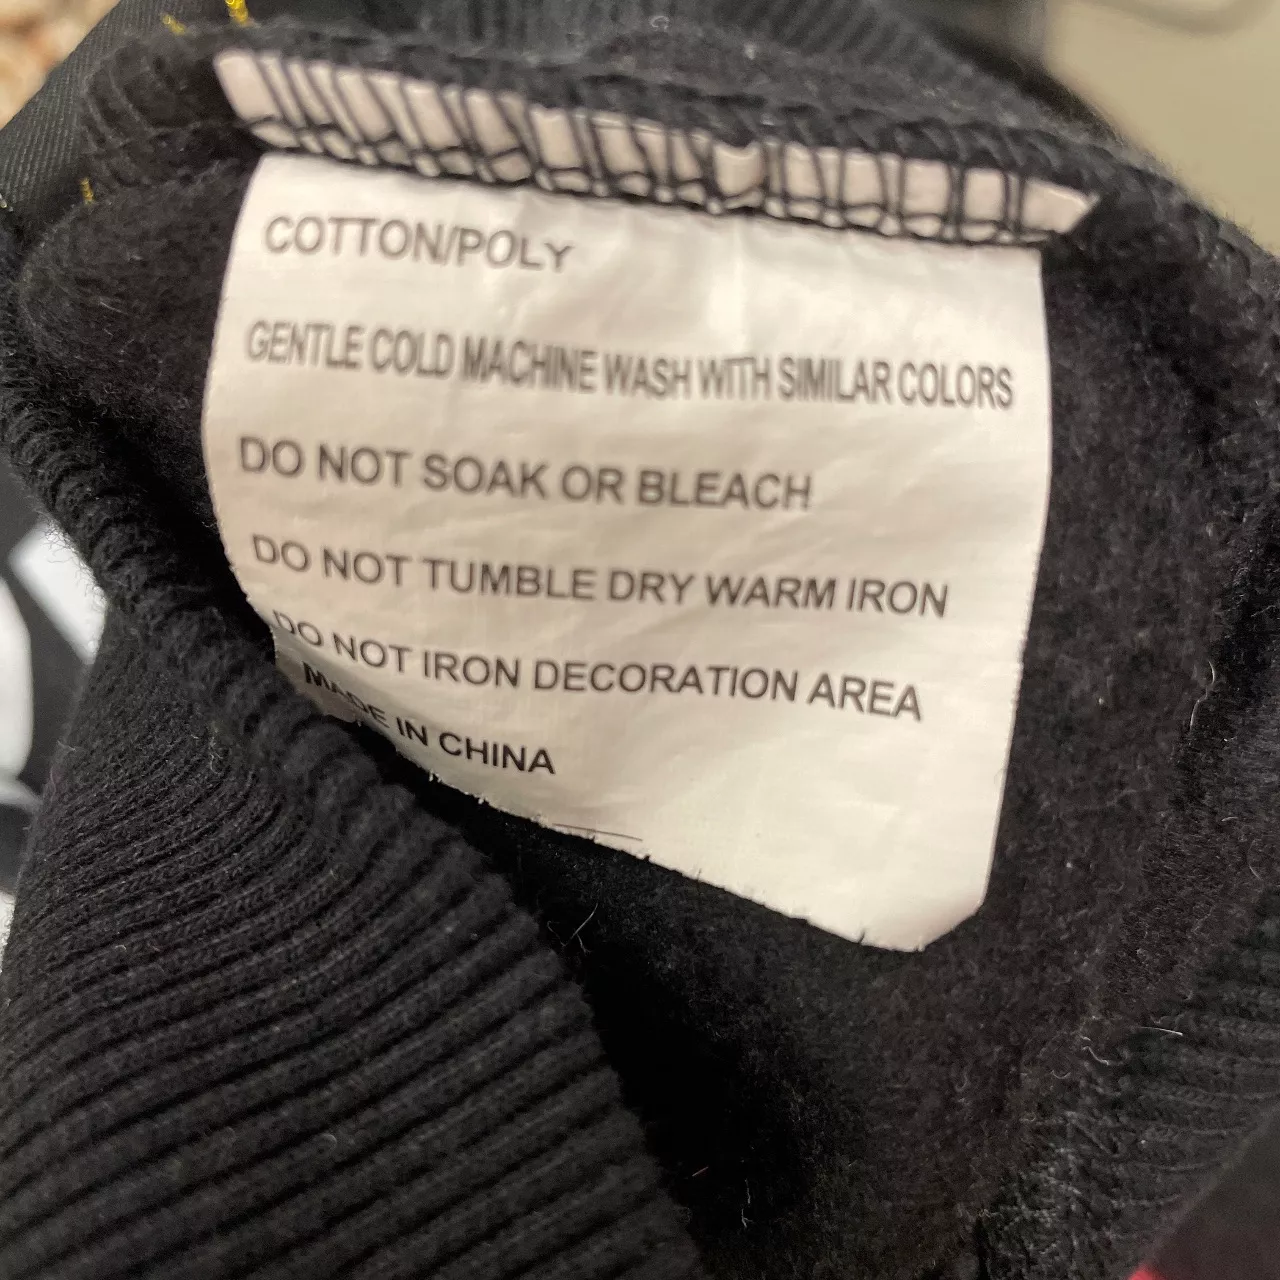 COTTON/POLY
GENTLE COLD MACHINE WASH WITH SIMILAR COLORS
DO NOT SOAK OR BLEACH
DO NOT TUMBLE DRY WARM IRON
DO NOT IRON DECORATION AREA
MADE IN CHINA